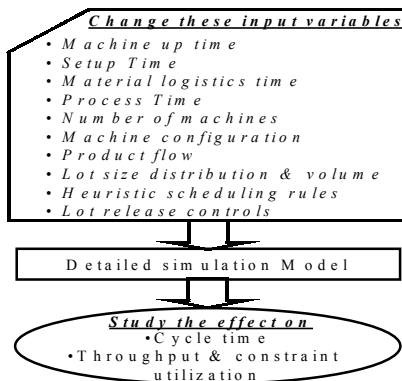 Change these input variables
• Machine up time
• Setup Time
• Material logistics time
• Process Time
• Number of machines
• Machine configuration
• Product flow
• Lot size distribution & volume
• Heuristic scheduling rules
• Lot release controls
Detailed simulation Model
Study the effect on
•Cycle time
•Throughput & constraint
utilization